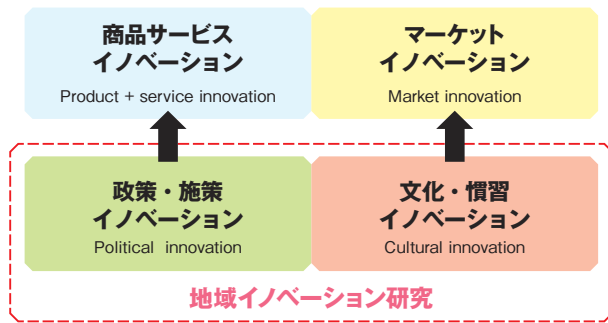 商品サービス
イノベーション
Product + service innovation
マーケット
イノベーション
Market innovation
政策・施策
イノベーション
Political innovation
文化・慣習
イノベーション
Cultural innovation
地域イノベーション研究